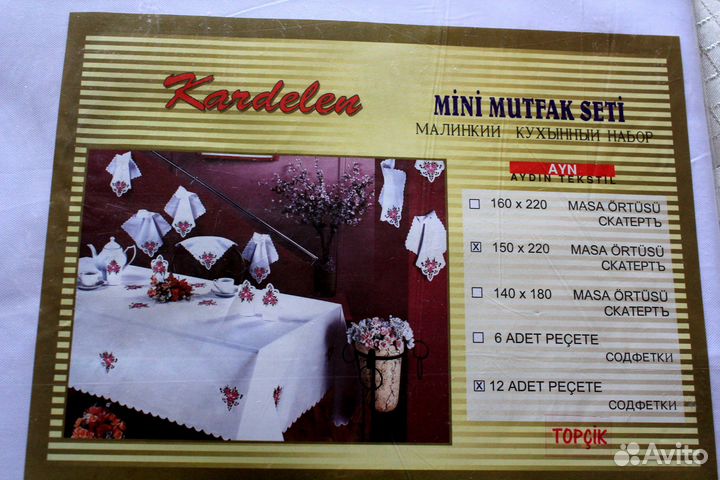 Kardelen
MİNİ MUTFAK SETİ
МАЛИНКИЙ КУХЫННЫЙ НАБОР
AYN
AYDIN TEKSTİL
160 x 220 MASA ÖRTÜSÜ
СКАТЕРТЪ
x 150 x 220 MASA ÖRTÜSÜ
СКАТЕРТЪ
140 x 180 MASA ÖRTÜSÜ
СКАТЕРТЪ
6 ADET PEÇETE
СОДФЕТКИ
x 12 ADET PEÇETE
СОДФЕТКИ
TOPÇİK
Avito